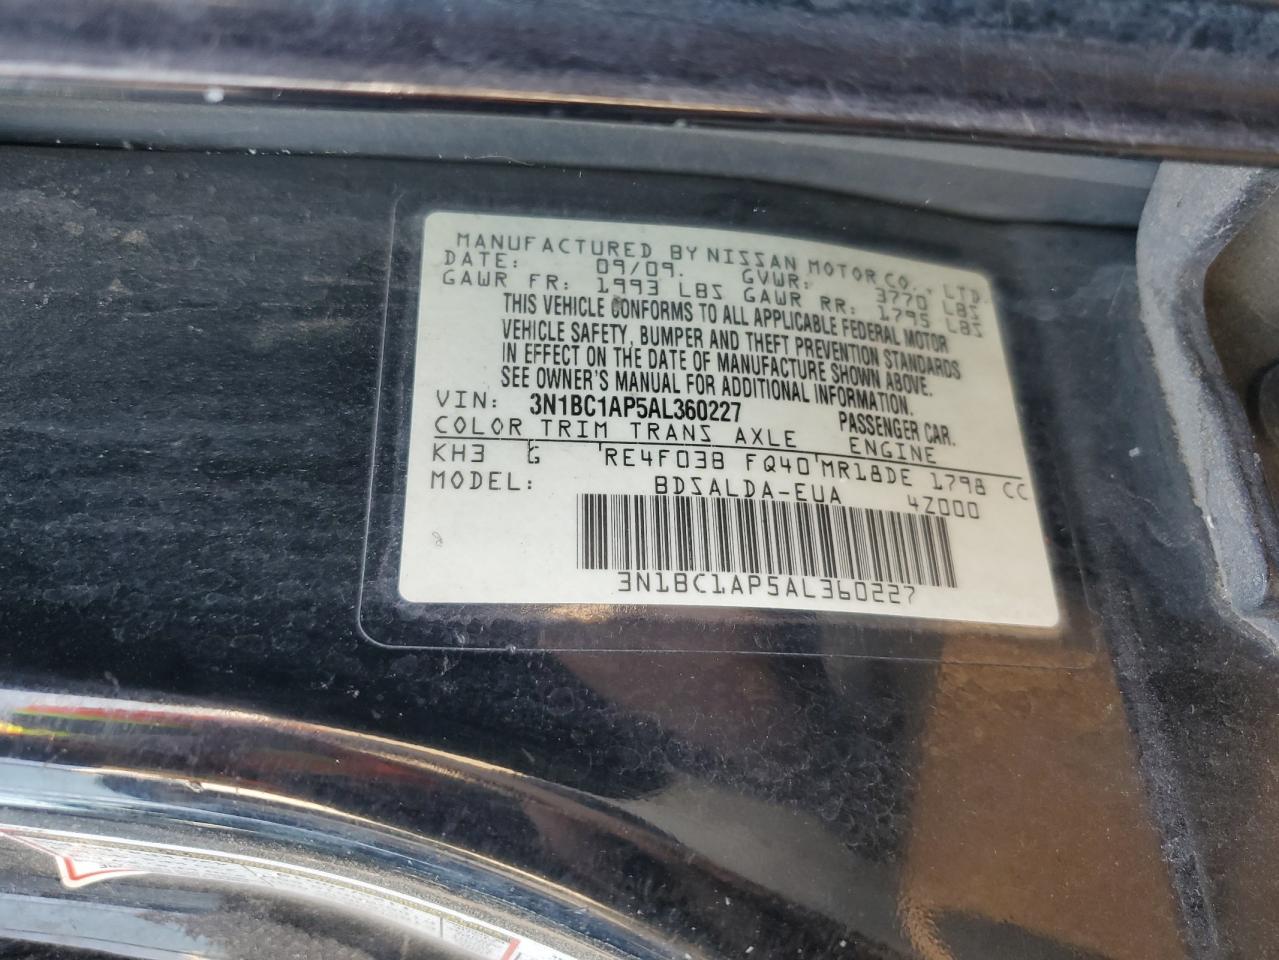 MANUFACTURED BY NISSAN MOTOR CO., LTD.
DATE: 09/09. GVWR: 3770 LBS
GAWR FR: 1993 LBS GAWR RR: 1795 LBS
THIS VEHICLE CONFORMS TO ALL APPLICABLE FEDERAL MOTOR
VEHICLE SAFETY, BUMPER AND THEFT PREVENTION STANDARDS
IN EFFECT ON THE DATE OF MANUFACTURE SHOWN ABOVE.
SEE OWNER'S MANUAL FOR ADDITIONAL INFORMATION.
VIN: 3N1BC1AP5AL360227 PASSENGER CAR.
COLOR TRIM TRANS AXLE ENGINE
KH3 G RE4F03B FQ40 MR18DE 1798 CC
MODEL: BDSALDA-EUA 4Z000
3N1BC1AP5AL360227